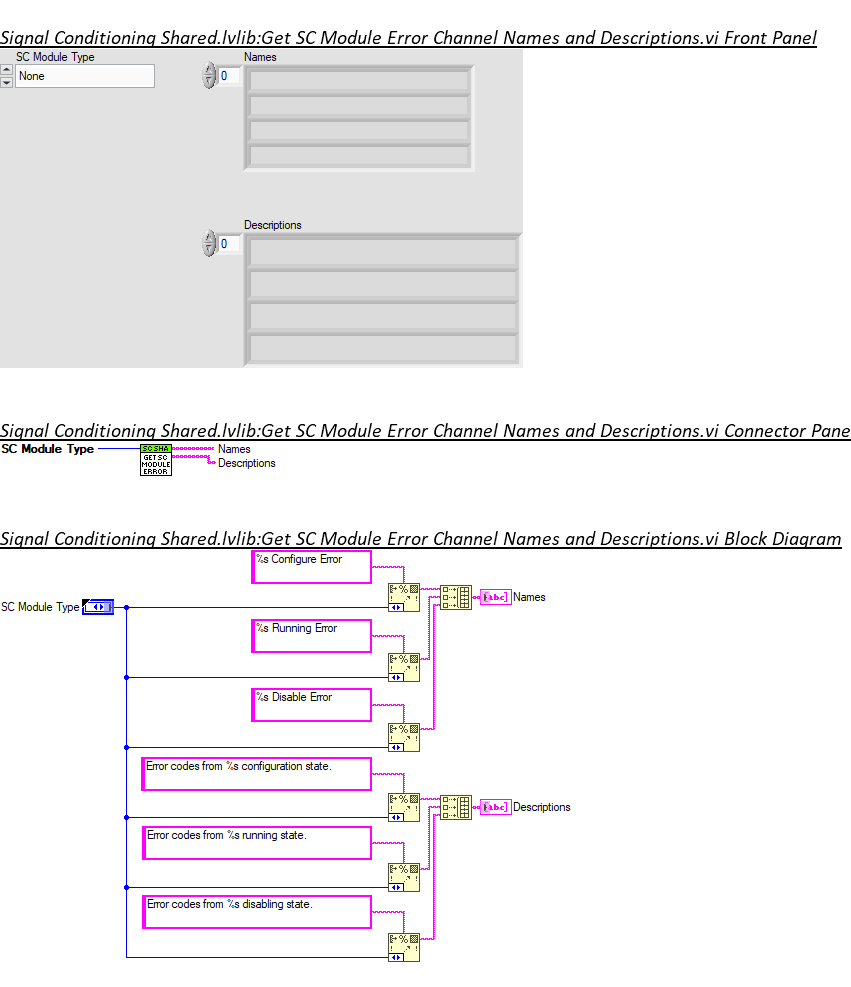 Signal Conditioning Shared.lvlib:Get SC Module Error Channel Names and Descriptions.vi Front Panel
SC Module Type
Names
None
0
Descriptions
0
Signal Conditioning Shared.lvlib:Get SC Module Error Channel Names and Descriptions.vi Connector Pane
SC Module Type
SC SHA
GET SC
MODULE
ERROR
Names
Descriptions
Signal Conditioning Shared.lvlib:Get SC Module Error Channel Names and Descriptions.vi Block Diagram
%s Configure Error
SC Module Type
abc
Names
%s Running Error
%s Disable Error
Error codes from %s configuration state.
abc
Descriptions
Error codes from %s running state.
Error codes from %s disabling state.